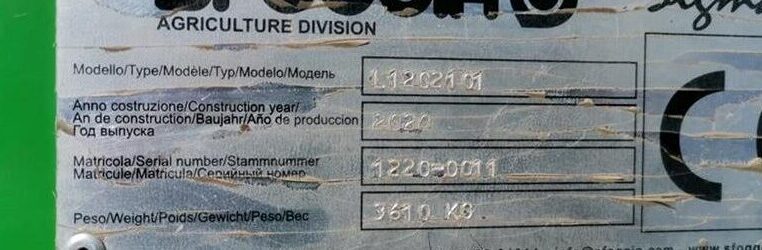 AGRICULTURE DIVISION
Modello/Type/Modèle/Typ/Modelo/Модель L1202101
Anno costruzione/Construction year/
An de construction/Baujahr/Año de produccion 2020
Год выпуска
Matricola/Serial number/Stammnummer 1220-0011
Matricule/Matricula/Серийный номер
Peso/Weight/Poids/Gewicht/Peso/Вес 3610 KG
CE